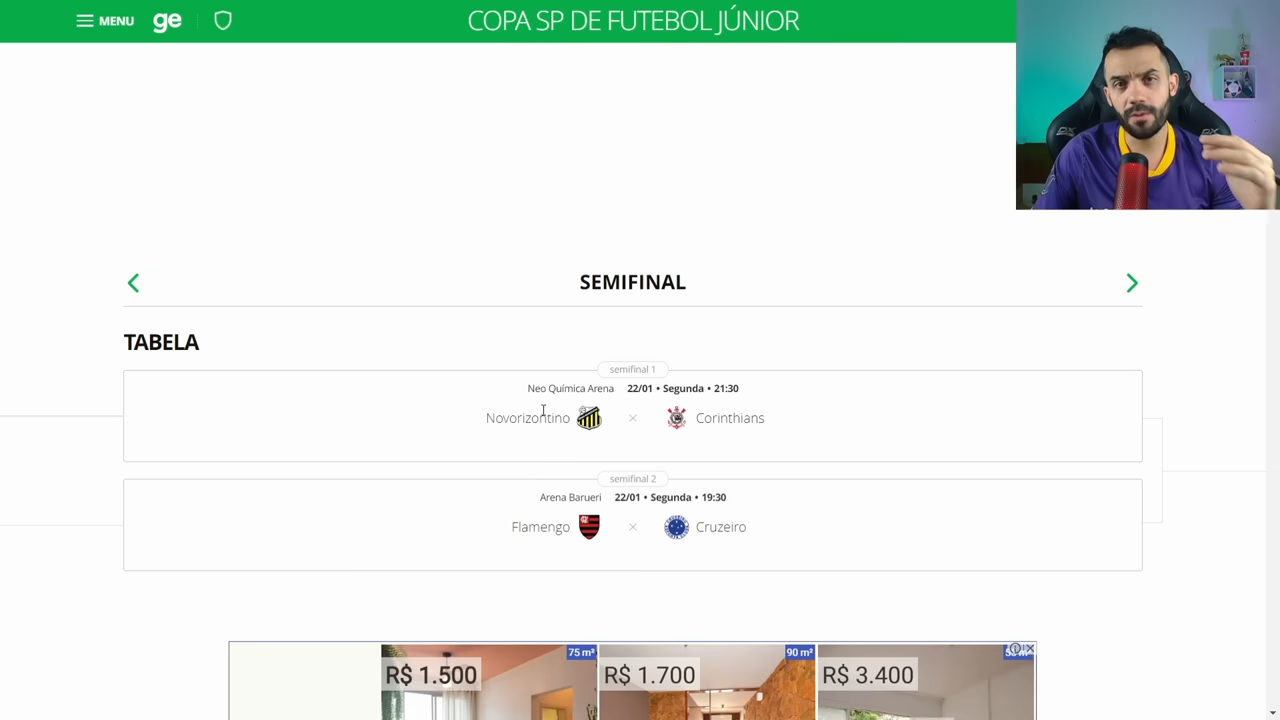 MENU
ge
COPA SP DE FUTEBOL JÚNIOR
SEMIFINAL
TABELA
semifinal 1
Neo Química Arena 22/01 • Segunda • 21:30
Novorizontino × Corinthians
semifinal 2
Arena Barueri 22/01 • Segunda • 19:30
Flamengo × Cruzeiro
75 m²
90 m²
R$ 1.500
R$ 1.700
R$ 3.400